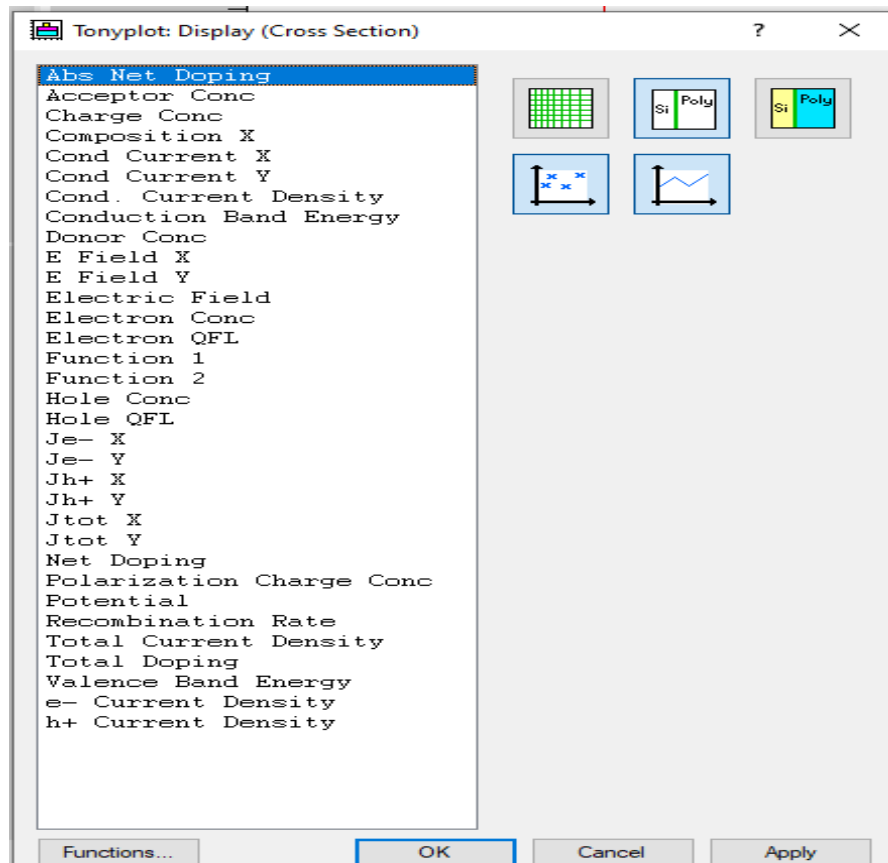 Tonyplot: Display (Cross Section)
?
Abs Net Doping
Acceptor Conc
Charge Conc
Composition X
Cond Current X
Cond Current Y
Cond. Current Density
Conduction Band Energy
Donor Conc
E Field X
E Field Y
Electric Field
Electron Conc
Electron QFL
Function 1
Function 2
Hole Conc
Hole QFL
Je− X
Je− Y
Jh+ X
Jh+ Y
Jtot X
Jtot Y
Net Doping
Polarization Charge Conc
Potential
Recombination Rate
Total Current Density
Total Doping
Valence Band Energy
e− Current Density
h+ Current Density
Si Poly
Si Poly
Functions...
OK
Cancel
Apply